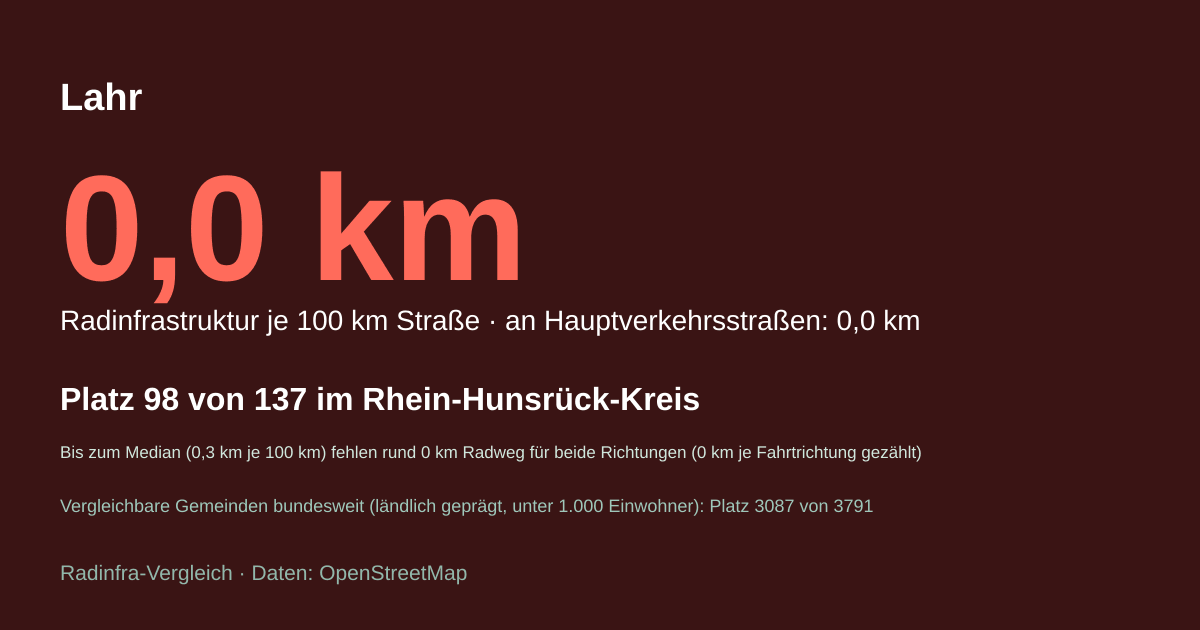 Lahr
0,0 km
Radinfrastruktur je 100 km Straße · an Hauptverkehrsstraßen: 0,0 km
Platz 98 von 137 im Rhein-Hunsrück-Kreis
Bis zum Median (0,3 km je 100 km) fehlen rund 0 km Radweg für beide Richtungen (0 km je Fahrtrichtung gezählt)
Vergleichbare Gemeinden bundesweit (ländlich geprägt, unter 1.000 Einwohner): Platz 3087 von 3791
Radinfra-Vergleich · Daten: OpenStreetMap